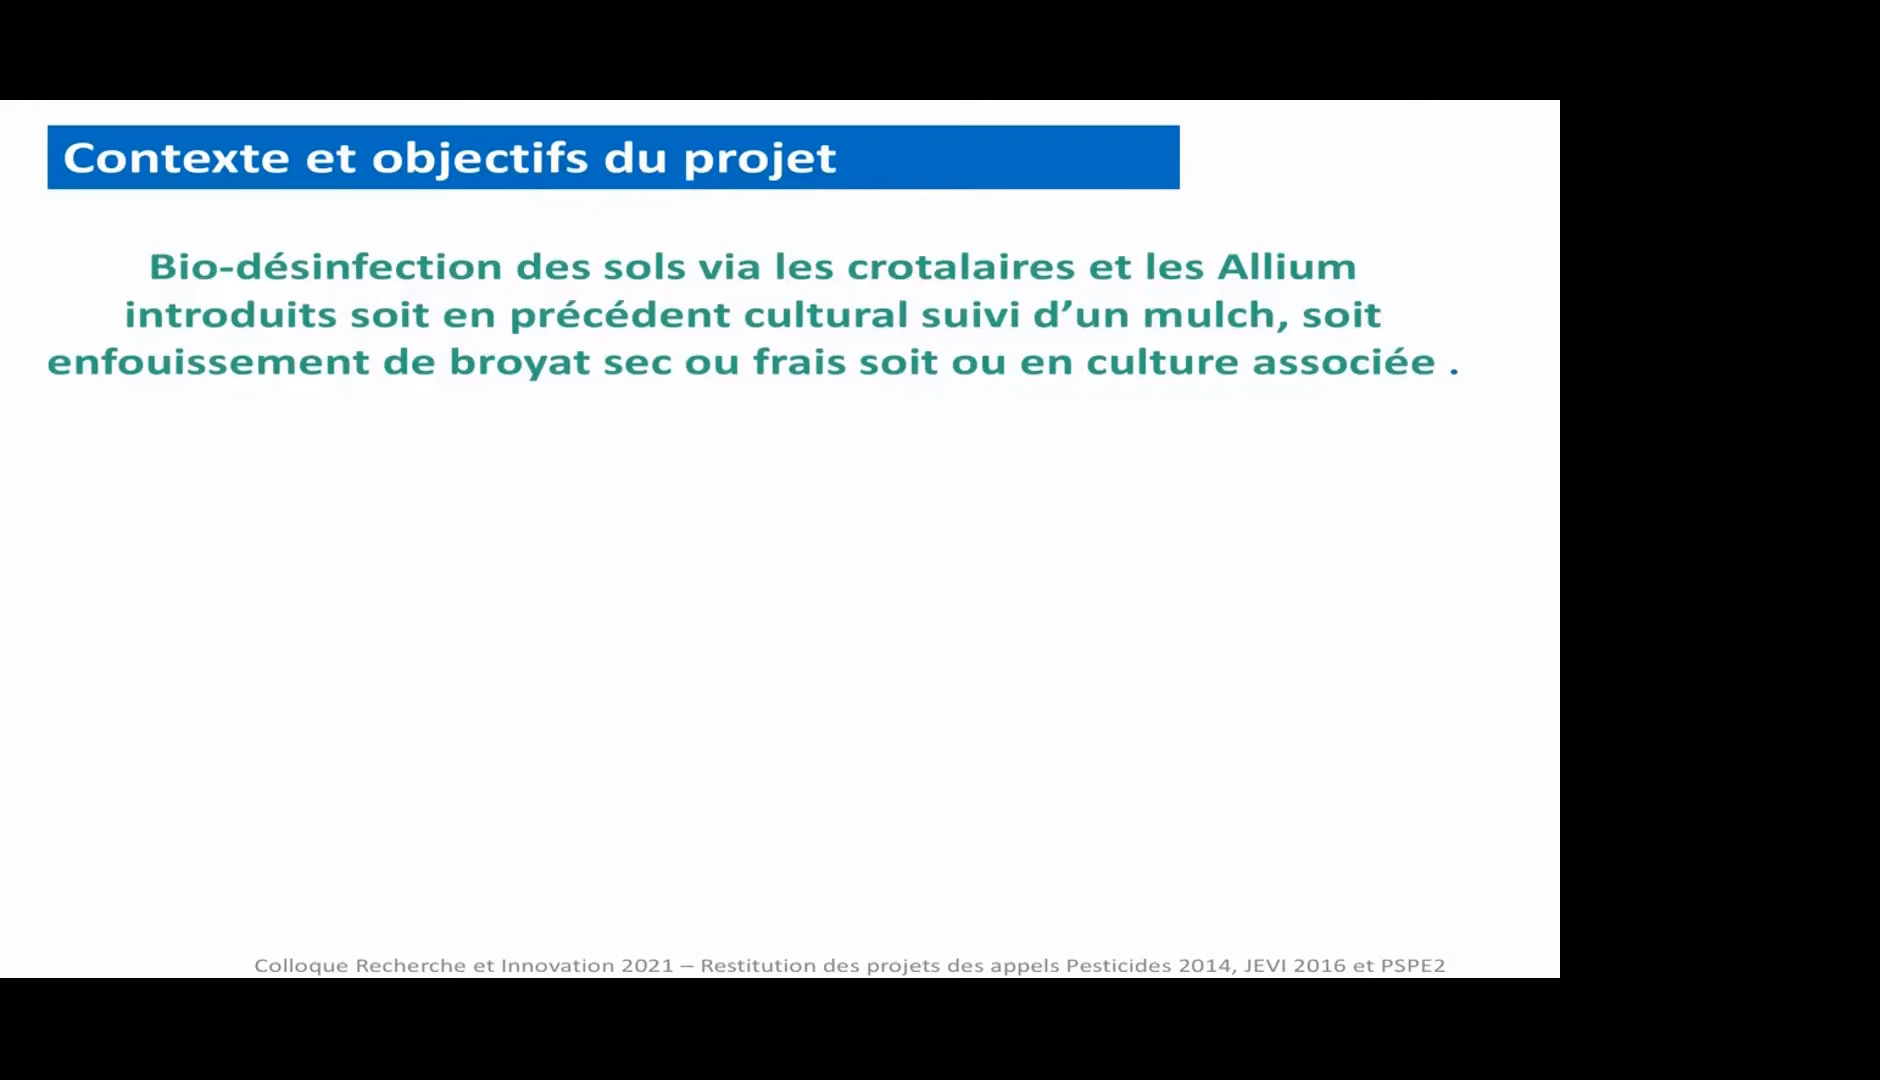 Contexte et objectifs du projet
Bio-désinfection des sols via les crotalaires et les Allium
introduits soit en précédent cultural suivi d’un mulch, soit
enfouissement de broyat sec ou frais soit ou en culture associée .
Colloque Recherche et Innovation 2021 – Restitution des projets des appels Pesticides 2014, JEVI 2016 et PSPE2